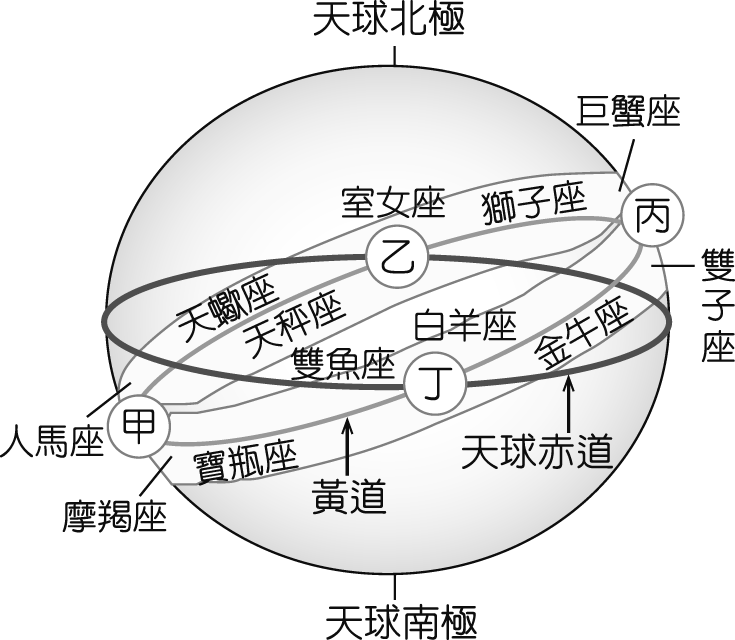 天球北極
巨蟹座
室女座
獅子座
丙
乙
雙子座
天蠍座
天秤座
白羊座
金牛座
雙魚座
丁
甲
人馬座
寶瓶座
天球赤道
黃道
摩羯座
天球南極